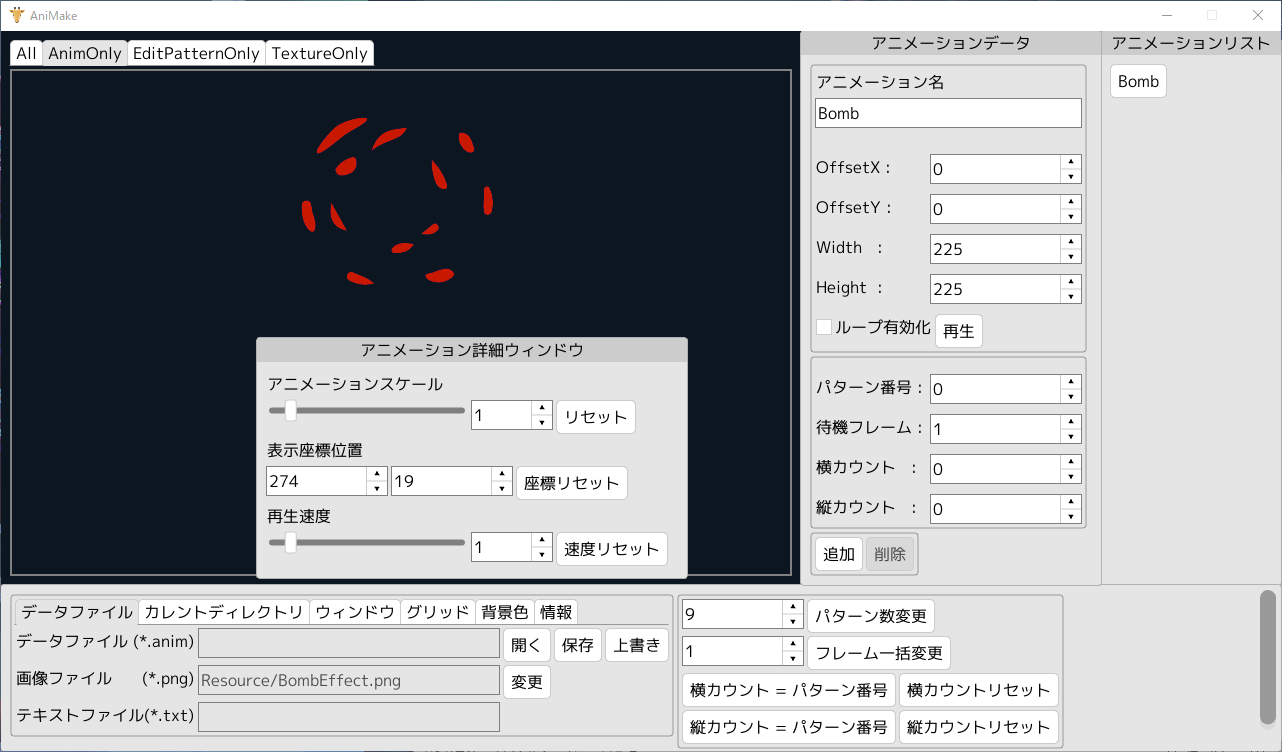 AniMake
All AnimOnly EditPatternOnly TextureOnly
アニメーション詳細ウィンドウ
アニメーションスケール
1 リセット
表示座標位置
274 19 座標リセット
再生速度
1 速度リセット
アニメーションデータ
アニメーション名
Bomb
OffsetX : 0
OffsetY : 0
Width : 225
Height : 225
ループ有効化 再生
パターン番号 : 0
待機フレーム : 1
横カウント : 0
縦カウント : 0
追加 削除
アニメーションリスト
Bomb
データファイル カレントディレクトリ ウィンドウ グリッド 背景色 情報
データファイル (*.anim) 開く 保存 上書き
画像ファイル (*.png) Resource/BombEffect.png 変更
テキストファイル(*.txt)
9 パターン数変更
1 フレーム一括変更
横カウント = パターン番号 横カウントリセット
縦カウント = パターン番号 縦カウントリセット